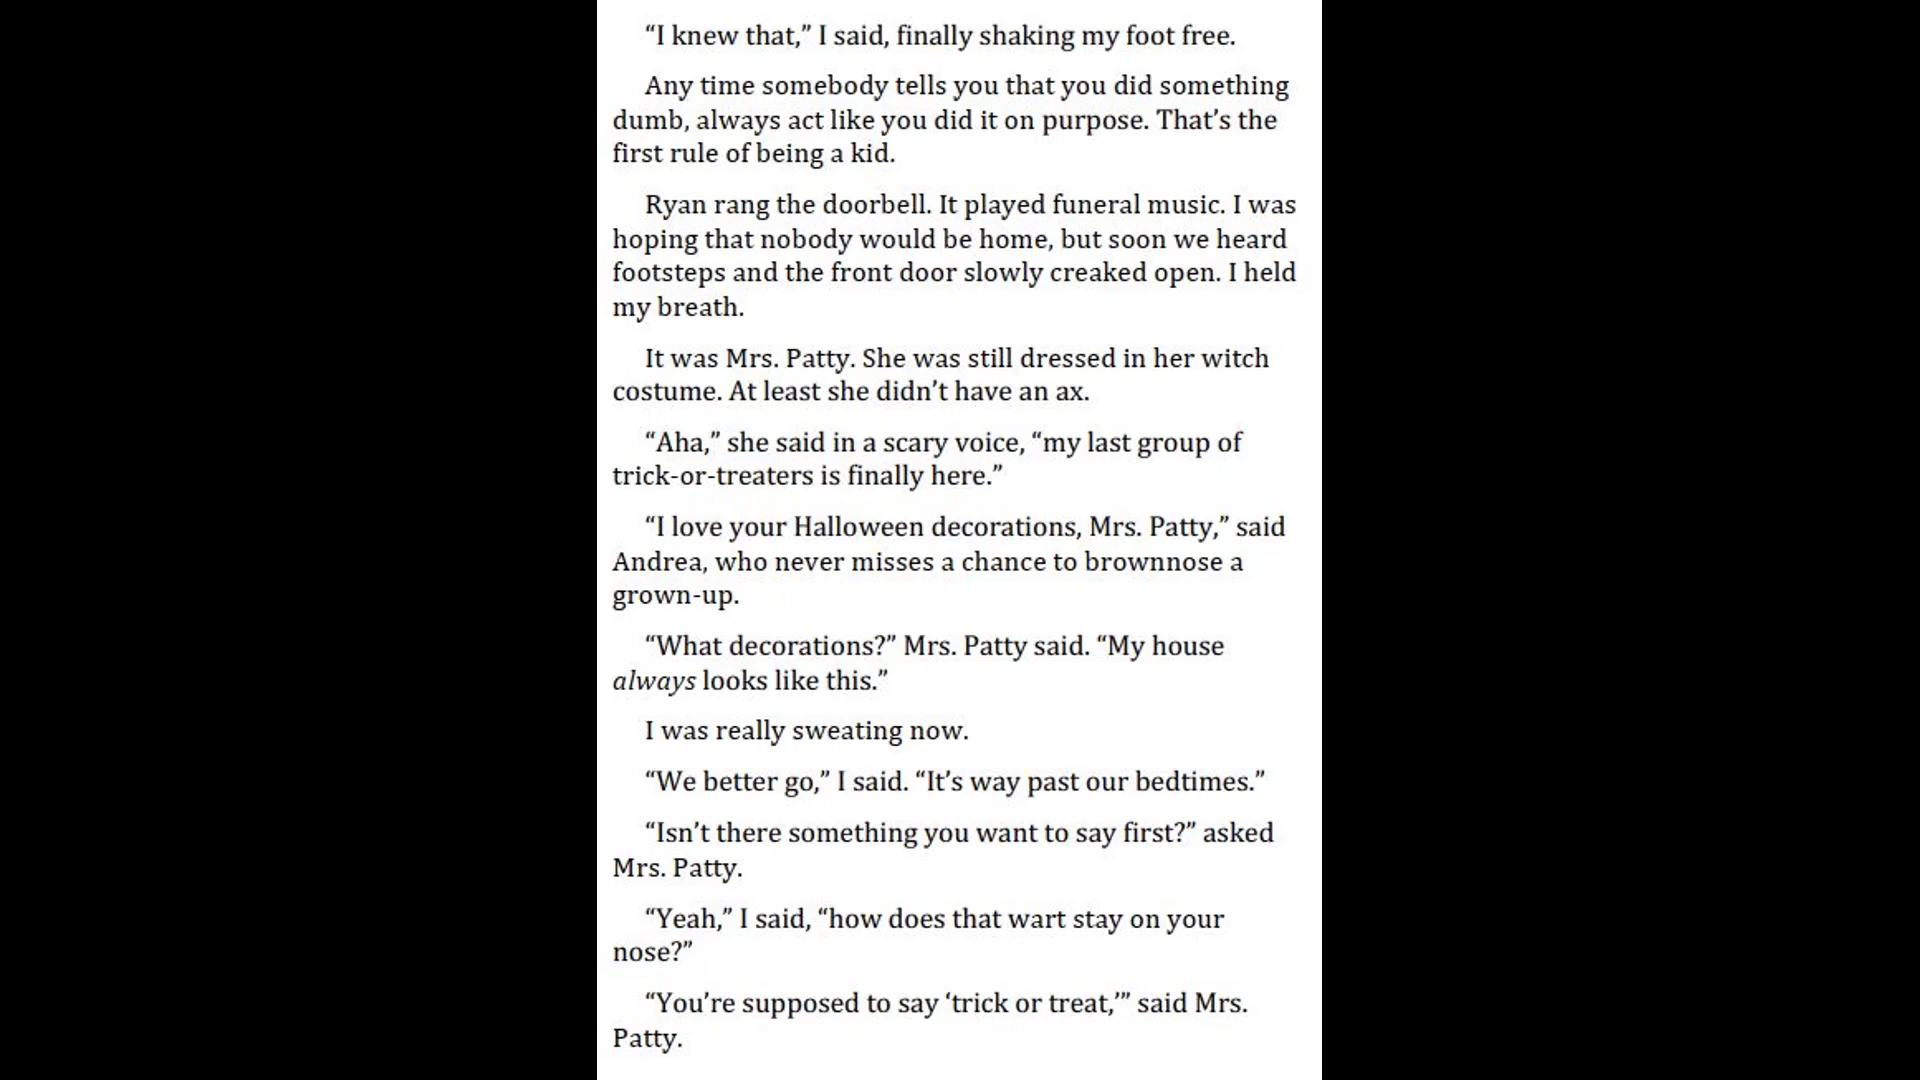 “I knew that,” I said, finally shaking my foot free.
Any time somebody tells you that you did something
dumb, always act like you did it on purpose. That’s the
first rule of being a kid.
Ryan rang the doorbell. It played funeral music. I was
hoping that nobody would be home, but soon we heard
footsteps and the front door slowly creaked open. I held
my breath.
It was Mrs. Patty. She was still dressed in her witch
costume. At least she didn’t have an ax.
“Aha,” she said in a scary voice, “my last group of
trick-or-treaters is finally here.”
“I love your Halloween decorations, Mrs. Patty,” said
Andrea, who never misses a chance to brownnose a
grown-up.
“What decorations?” Mrs. Patty said. “My house
always looks like this.”
I was really sweating now.
“We better go,” I said. “It’s way past our bedtimes.”
“Isn’t there something you want to say first?” asked
Mrs. Patty.
“Yeah,” I said, “how does that wart stay on your
nose?”
“You’re supposed to say ‘trick or treat,’” said Mrs.
Patty.